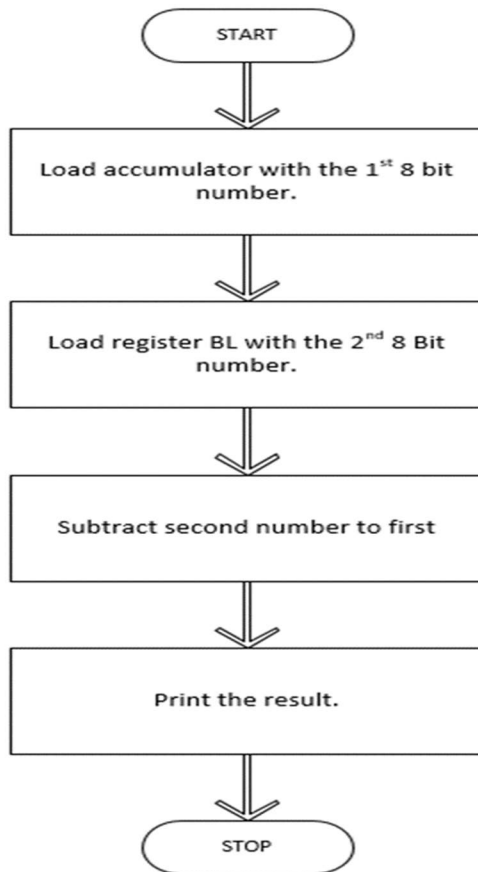 START
Load accumulator with the 1st 8 bit
number.
Load register BL with the 2nd 8 Bit
number.
Subtract second number to first
Print the result.
STOP